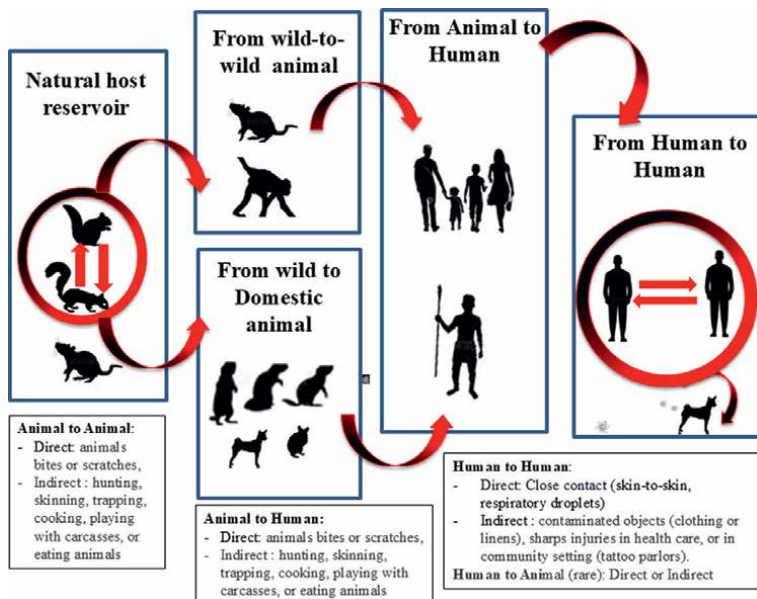 Natural host
reservoir
From wild-to-
wild animal
From wild to
Domestic
animal
From Animal to
Human
From Human to
Human
Animal to Animal:
- Direct: animals
bites or scratches,
- Indirect : hunting,
skinning, trapping,
cooking, playing
with carcasses, or
eating animals
Animal to Human:
- Direct: animals bites or scratches,
- Indirect : hunting, skinning,
trapping, cooking, playing with
carcasses, or eating animals
Human to Human:
- Direct: Close contact (skin-to-skin,
respiratory droplets)
- Indirect : contaminated objects (clothing or
linens), sharps injuries in health care, or in
community setting (tattoo parlors).
Human to Animal (rare): Direct or Indirect